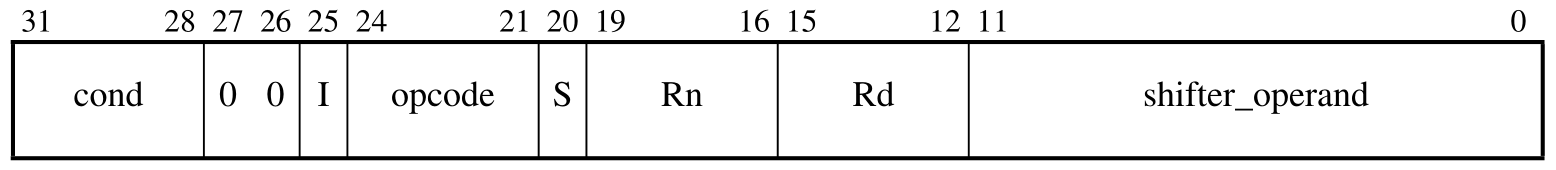 31 28 27 26 25 24 21 20 19 16 15 12 11 0
cond 0 0 I opcode S Rn Rd shifter_operand